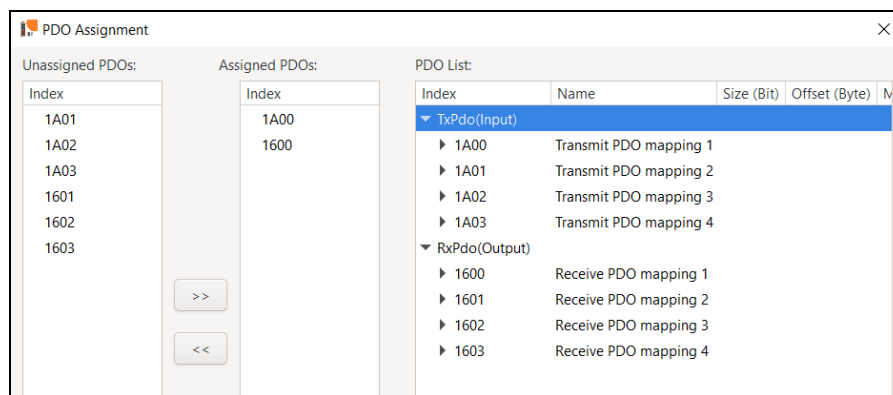 PDO Assignment
Unassigned PDOs: Assigned PDOs: PDO List:
Index Index Index Name Size (Bit) Offset (Byte) M
1A01 1A00 TxPdo(Input)
1A02 1600 1A00 Transmit PDO mapping 1
1A03 1A01 Transmit PDO mapping 2
1601 1A02 Transmit PDO mapping 3
1602 1A03 Transmit PDO mapping 4
1603 RxPdo(Output)
1600 Receive PDO mapping 1
>> 1601 Receive PDO mapping 2
1602 Receive PDO mapping 3
<< 1603 Receive PDO mapping 4